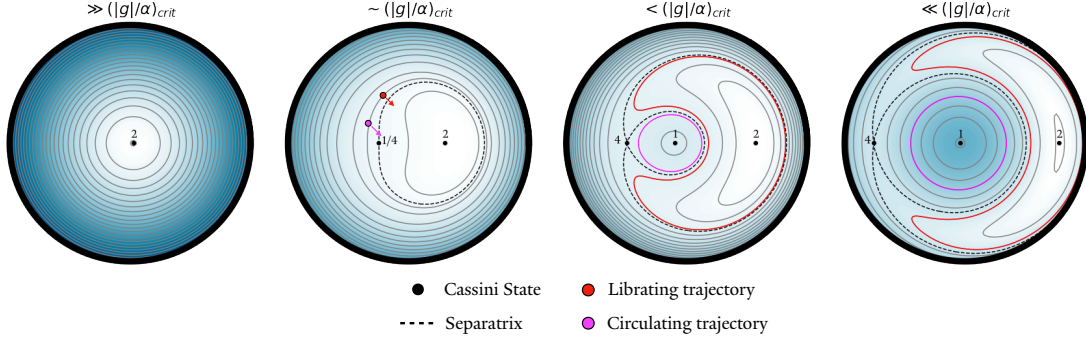 ≫ (|g|/α)crit
~ (|g|/α)crit
< (|g|/α)crit
≪ (|g|/α)crit
2
1/4
2
4
1
2
4
1
2
Cassini State
Librating trajectory
Separatrix
Circulating trajectory